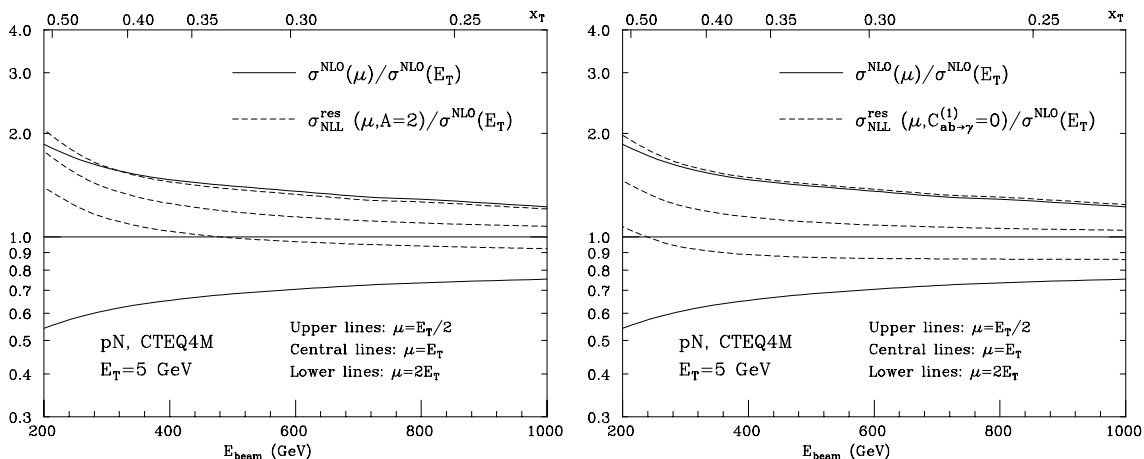 0.50 0.40 0.35 0.30 0.25 x_T
4.0
3.0
2.0
1.0
0.9
0.8
0.7
0.6
0.5
0.4
0.3
σ^NLO(μ)/σ^NLO(E_T)
σ^res_NLL (μ,A=2)/σ^NLO(E_T)
pN, CTEQ4M
E_T=5 GeV
Upper lines: μ=E_T/2
Central lines: μ=E_T
Lower lines: μ=2E_T
200 400 600 800 1000
E_beam (GeV)
0.50 0.40 0.35 0.30 0.25 x_T
4.0
3.0
2.0
1.0
0.9
0.8
0.7
0.6
0.5
0.4
0.3
σ^NLO(μ)/σ^NLO(E_T)
σ^res_NLL (μ,C^(1)_ab→γ=0)/σ^NLO(E_T)
pN, CTEQ4M
E_T=5 GeV
Upper lines: μ=E_T/2
Central lines: μ=E_T
Lower lines: μ=2E_T
200 400 600 800 1000
E_beam (GeV)